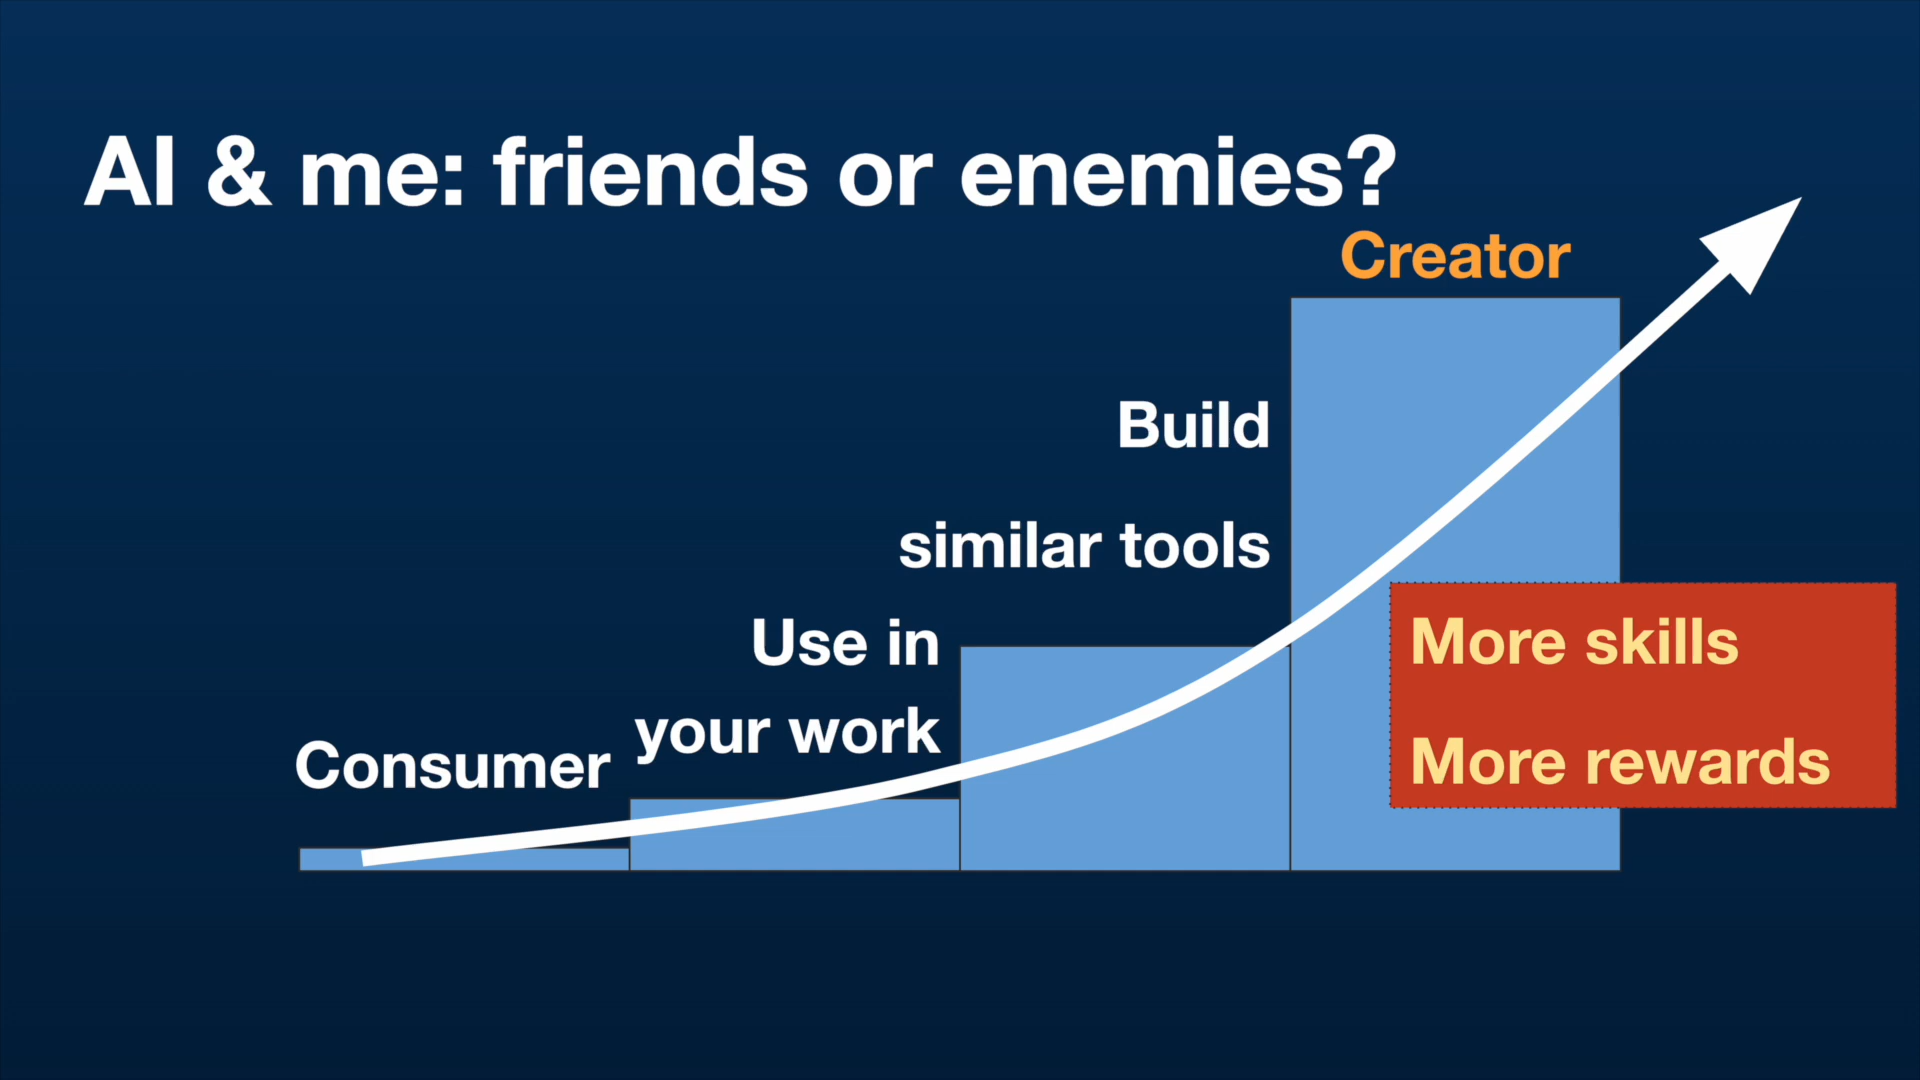 AI & me: friends or enemies?
Creator
Build
similar tools
Use in
your work
Consumer
More skills
More rewards